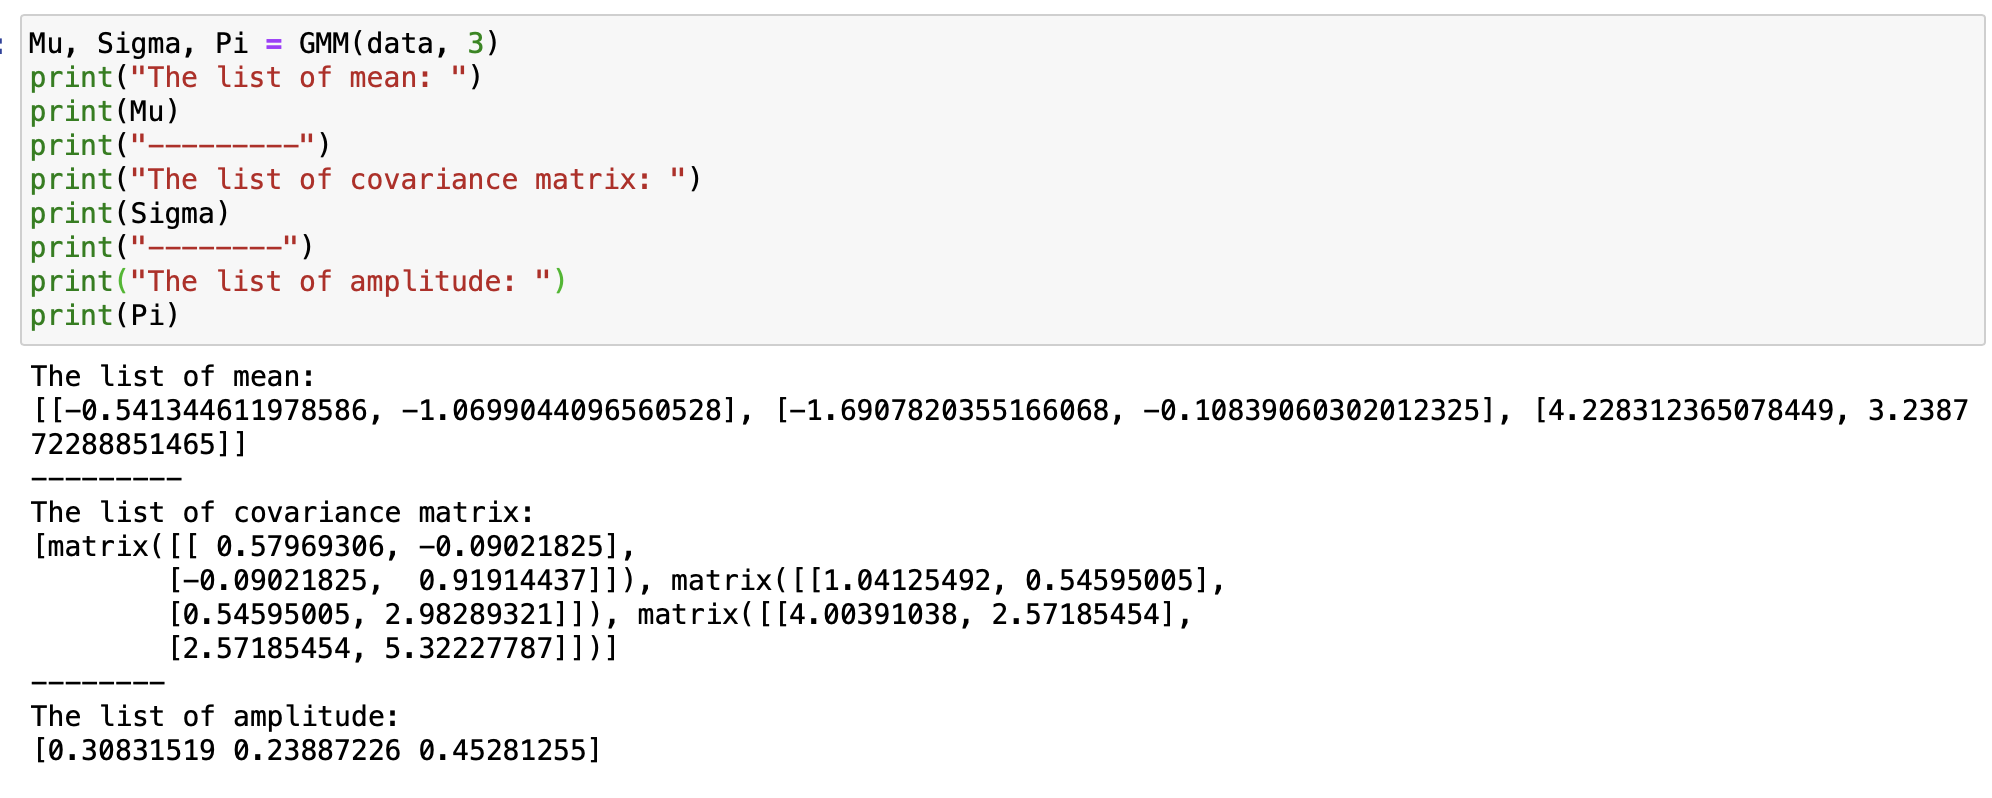 Mu, Sigma, Pi = GMM(data, 3)
print("The list of mean: ")
print(Mu)
print("---------")
print("The list of covariance matrix: ")
print(Sigma)
print("--------")
print("The list of amplitude: ")
print(Pi)
The list of mean:
[[-0.541344611978586, -1.0699044096560528], [-1.6907820355166068, -0.10839060302012325], [4.228312365078449, 3.2387
72288851465]]
---------
The list of covariance matrix:
[matrix([[ 0.57969306, -0.09021825],
        [-0.09021825,  0.91914437]]), matrix([[1.04125492, 0.54595005],
        [0.54595005, 2.98289321]]), matrix([[4.00391038, 2.57185454],
        [2.57185454, 5.32227787]])]
--------
The list of amplitude:
[0.30831519 0.23887226 0.45281255]